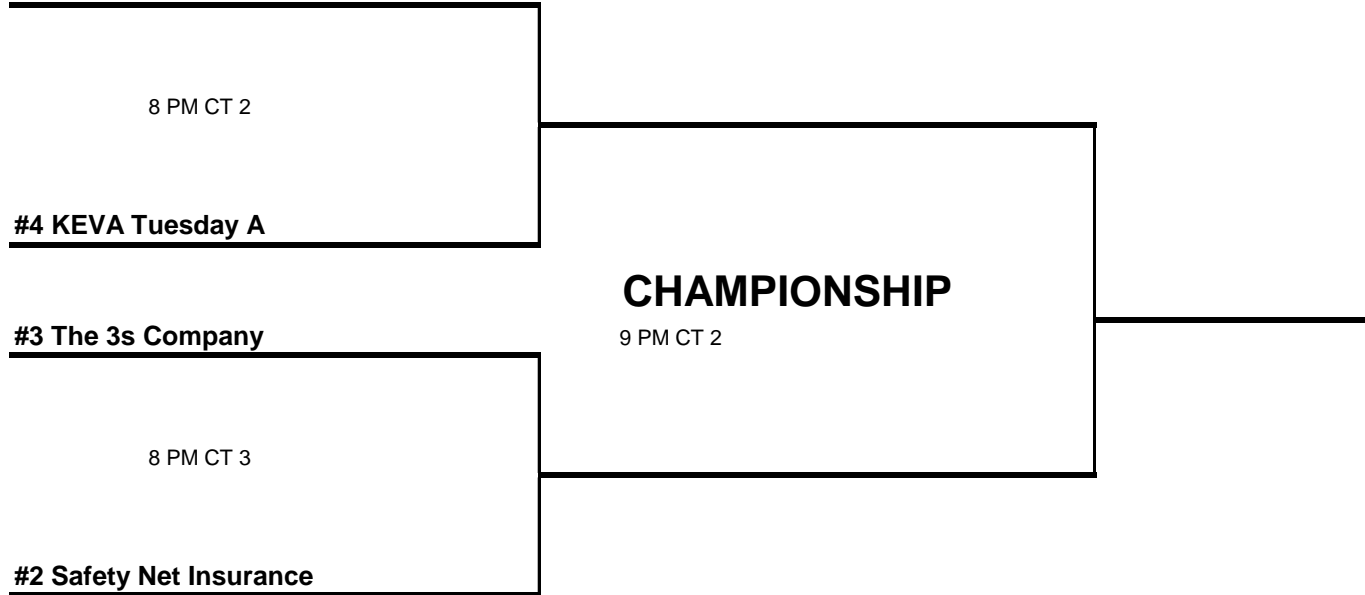 8 PM CT 2
#4 KEVA Tuesday A
CHAMPIONSHIP
#3 The 3s Company
9 PM CT 2
8 PM CT 3
#2 Safety Net Insurance